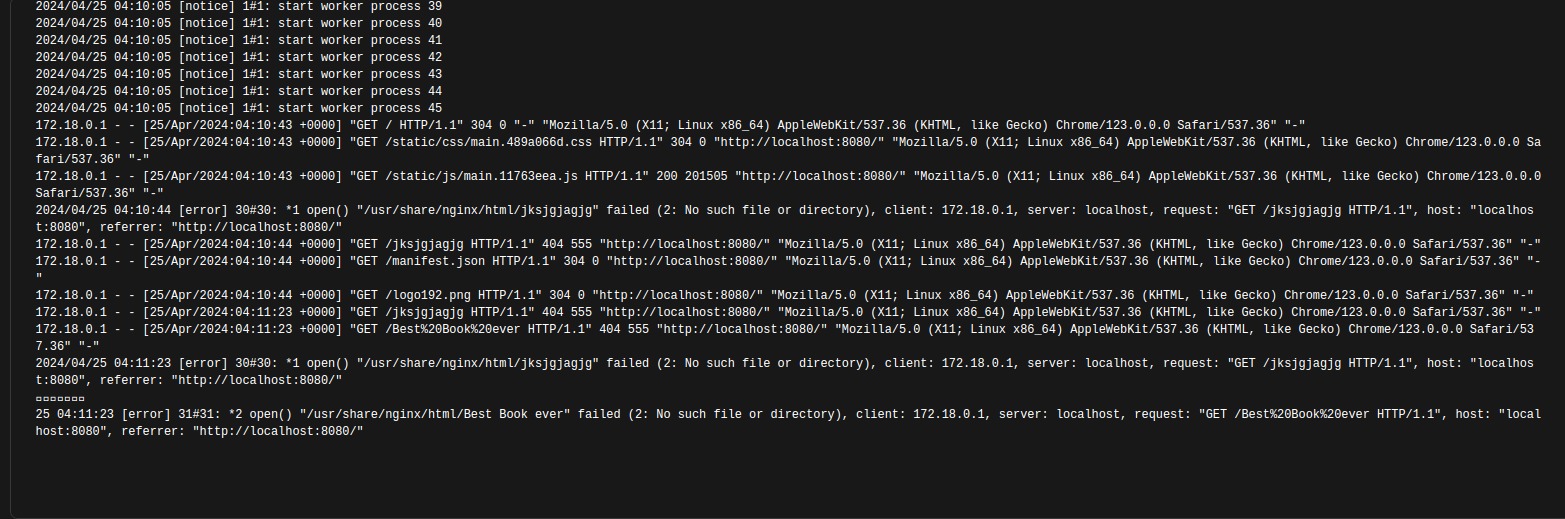 2024/04/25 04:10:05 [notice] 1#1: start worker process 39
2024/04/25 04:10:05 [notice] 1#1: start worker process 40
2024/04/25 04:10:05 [notice] 1#1: start worker process 41
2024/04/25 04:10:05 [notice] 1#1: start worker process 42
2024/04/25 04:10:05 [notice] 1#1: start worker process 43
2024/04/25 04:10:05 [notice] 1#1: start worker process 44
2024/04/25 04:10:05 [notice] 1#1: start worker process 45
172.18.0.1 - - [25/Apr/2024:04:10:43 +0000] "GET / HTTP/1.1" 304 0 "-" "Mozilla/5.0 (X11; Linux x86_64) AppleWebKit/537.36 (KHTML, like Gecko) Chrome/123.0.0.0 Safari/537.36" "-"
172.18.0.1 - - [25/Apr/2024:04:10:43 +0000] "GET /static/css/main.489a066d.css HTTP/1.1" 304 0 "http://localhost:8080/" "Mozilla/5.0 (X11; Linux x86_64) AppleWebKit/537.36 (KHTML, like Gecko) Chrome/123.0.0.0 Sa
fari/537.36" "-"
172.18.0.1 - - [25/Apr/2024:04:10:43 +0000] "GET /static/js/main.11763eea.js HTTP/1.1" 200 201505 "http://localhost:8080/" "Mozilla/5.0 (X11; Linux x86_64) AppleWebKit/537.36 (KHTML, like Gecko) Chrome/123.0.0.0
Safari/537.36" "-"
2024/04/25 04:10:44 [error] 30#30: *1 open() "/usr/share/nginx/html/jksjgjagjg" failed (2: No such file or directory), client: 172.18.0.1, server: localhost, request: "GET /jksjgjagjg HTTP/1.1", host: "localhos
t:8080", referrer: "http://localhost:8080/"
172.18.0.1 - - [25/Apr/2024:04:10:44 +0000] "GET /jksjgjagjg HTTP/1.1" 404 555 "http://localhost:8080/" "Mozilla/5.0 (X11; Linux x86_64) AppleWebKit/537.36 (KHTML, like Gecko) Chrome/123.0.0.0 Safari/537.36" "-"
172.18.0.1 - - [25/Apr/2024:04:10:44 +0000] "GET /manifest.json HTTP/1.1" 304 0 "http://localhost:8080/" "Mozilla/5.0 (X11; Linux x86_64) AppleWebKit/537.36 (KHTML, like Gecko) Chrome/123.0.0.0 Safari/537.36" "-
"
172.18.0.1 - - [25/Apr/2024:04:10:44 +0000] "GET /logo192.png HTTP/1.1" 304 0 "http://localhost:8080/" "Mozilla/5.0 (X11; Linux x86_64) AppleWebKit/537.36 (KHTML, like Gecko) Chrome/123.0.0.0 Safari/537.36" "-"
172.18.0.1 - - [25/Apr/2024:04:11:23 +0000] "GET /jksjgjagjg HTTP/1.1" 404 555 "http://localhost:8080/" "Mozilla/5.0 (X11; Linux x86_64) AppleWebKit/537.36 (KHTML, like Gecko) Chrome/123.0.0.0 Safari/537.36" "-"
172.18.0.1 - - [25/Apr/2024:04:11:23 +0000] "GET /Best%20Book%20ever HTTP/1.1" 404 555 "http://localhost:8080/" "Mozilla/5.0 (X11; Linux x86_64) AppleWebKit/537.36 (KHTML, like Gecko) Chrome/123.0.0.0 Safari/53
7.36" "-"
2024/04/25 04:11:23 [error] 30#30: *1 open() "/usr/share/nginx/html/jksjgjagjg" failed (2: No such file or directory), client: 172.18.0.1, server: localhost, request: "GET /jksjgjagjg HTTP/1.1", host: "localhos
t:8080", referrer: "http://localhost:8080/"
▫▫▫▫▫▫▫
25 04:11:23 [error] 31#31: *2 open() "/usr/share/nginx/html/Best Book ever" failed (2: No such file or directory), client: 172.18.0.1, server: localhost, request: "GET /Best%20Book%20ever HTTP/1.1", host: "local
host:8080", referrer: "http://localhost:8080/"